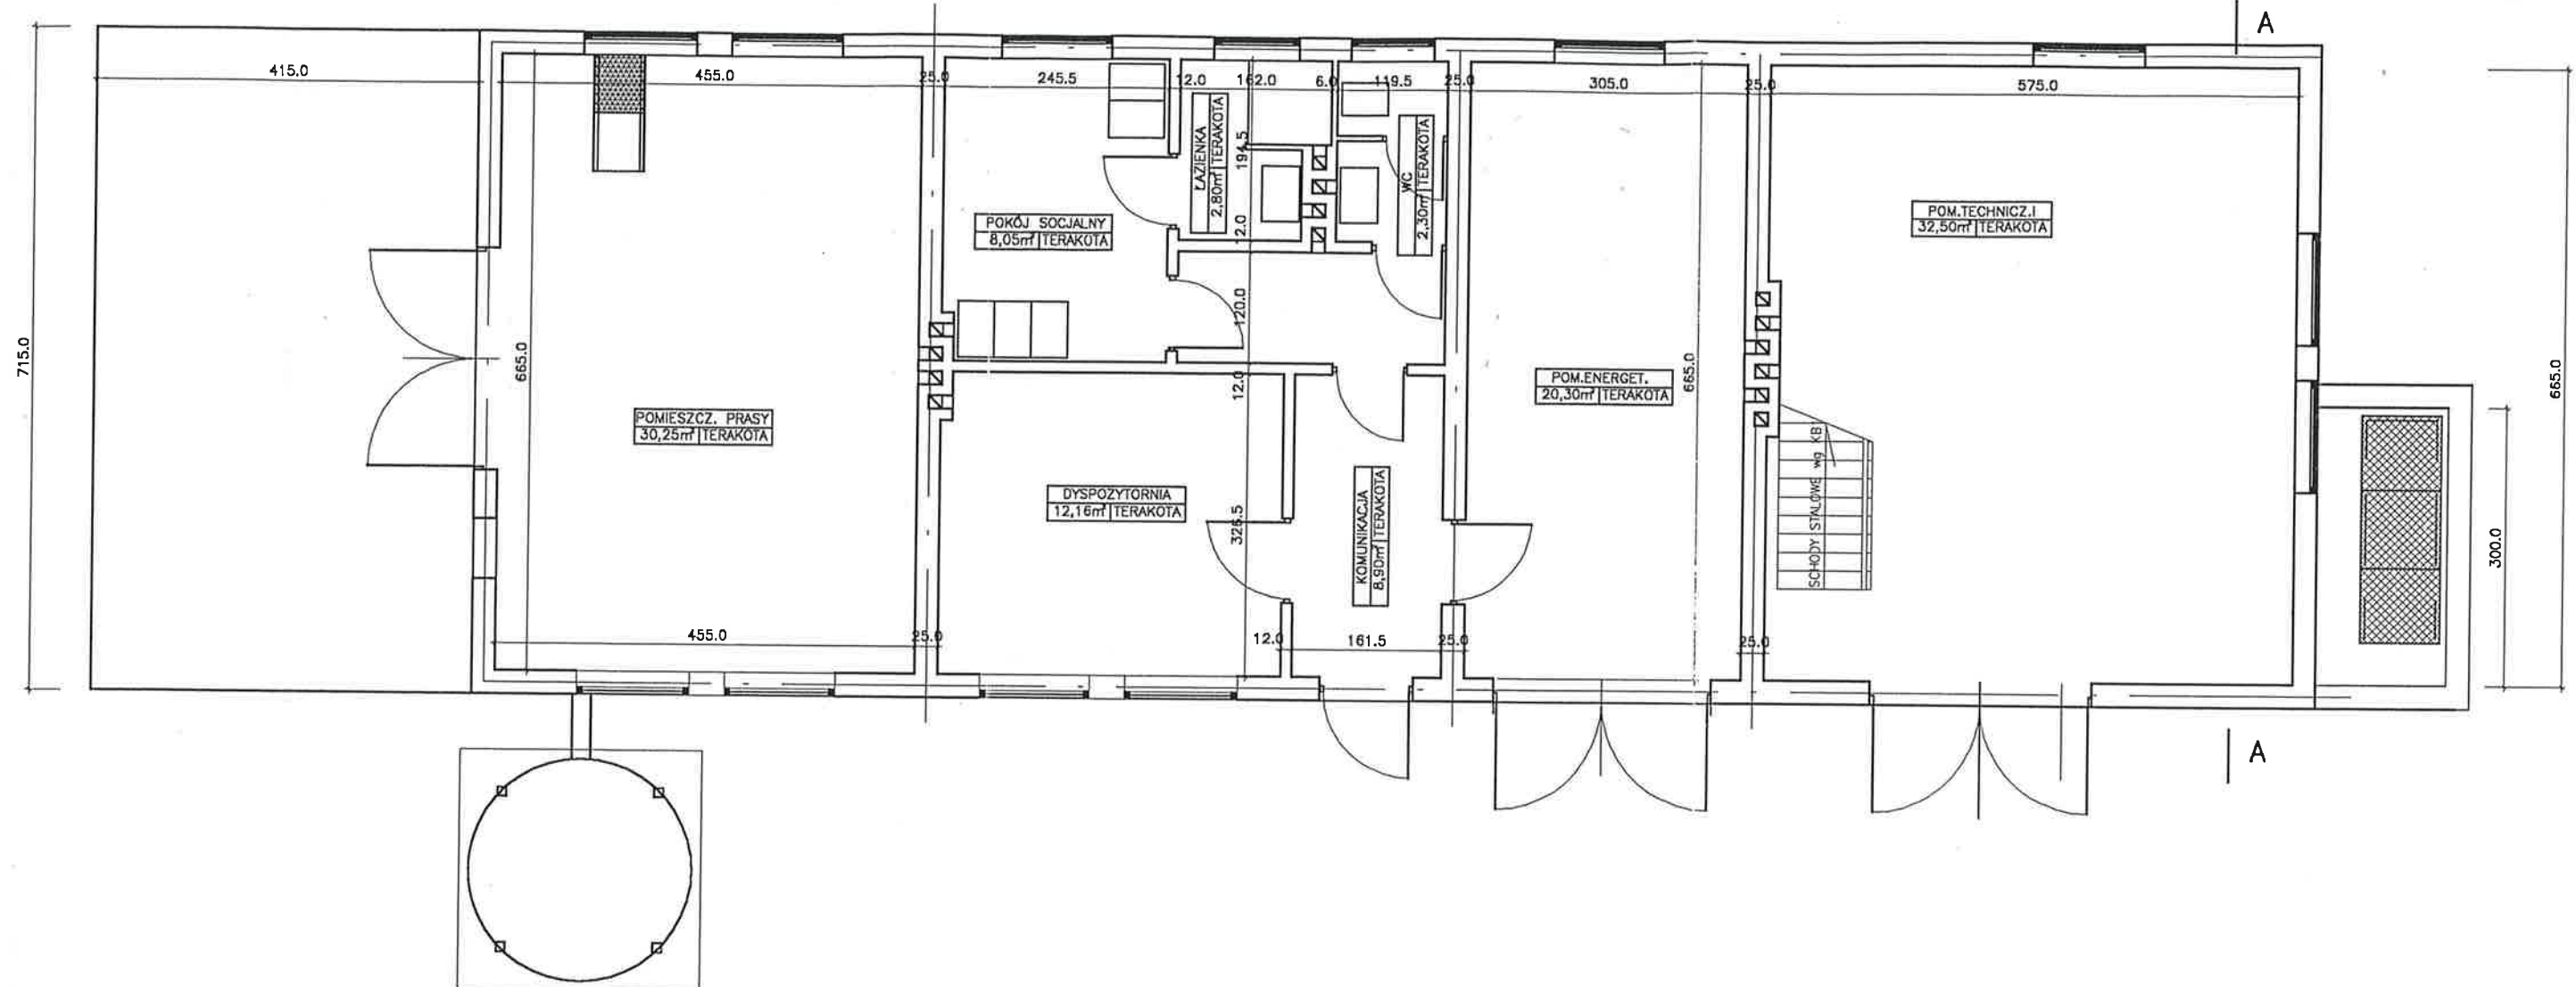 A
415.0
455.0
25.0
245.5
12.0
162.0
6.0
119.5
25.0
305.0
25.0
575.0
ŁAZIENKA
2,80m² TERAKOTA
194.5
WC
2,30m² TERAKOTA
POKÓJ SOCJALNY
8,05m² TERAKOTA
12.0
POM.TECHNICZ.I
32,50m² TERAKOTA
120.0
715.0
665.0
12.0
665.0
665.0
POM.ENERGET.
20,30m² TERAKOTA
POMIESZCZ. PRASY
30,25m² TERAKOTA
DYSPOZYTORNIA
12,16m² TERAKOTA
326.5
KOMUNIKACJA
8,90m² TERAKOTA
SCHODY STALOWE wg KB
300.0
455.0
25.0
12.0
161.5
25.0
25.0
A